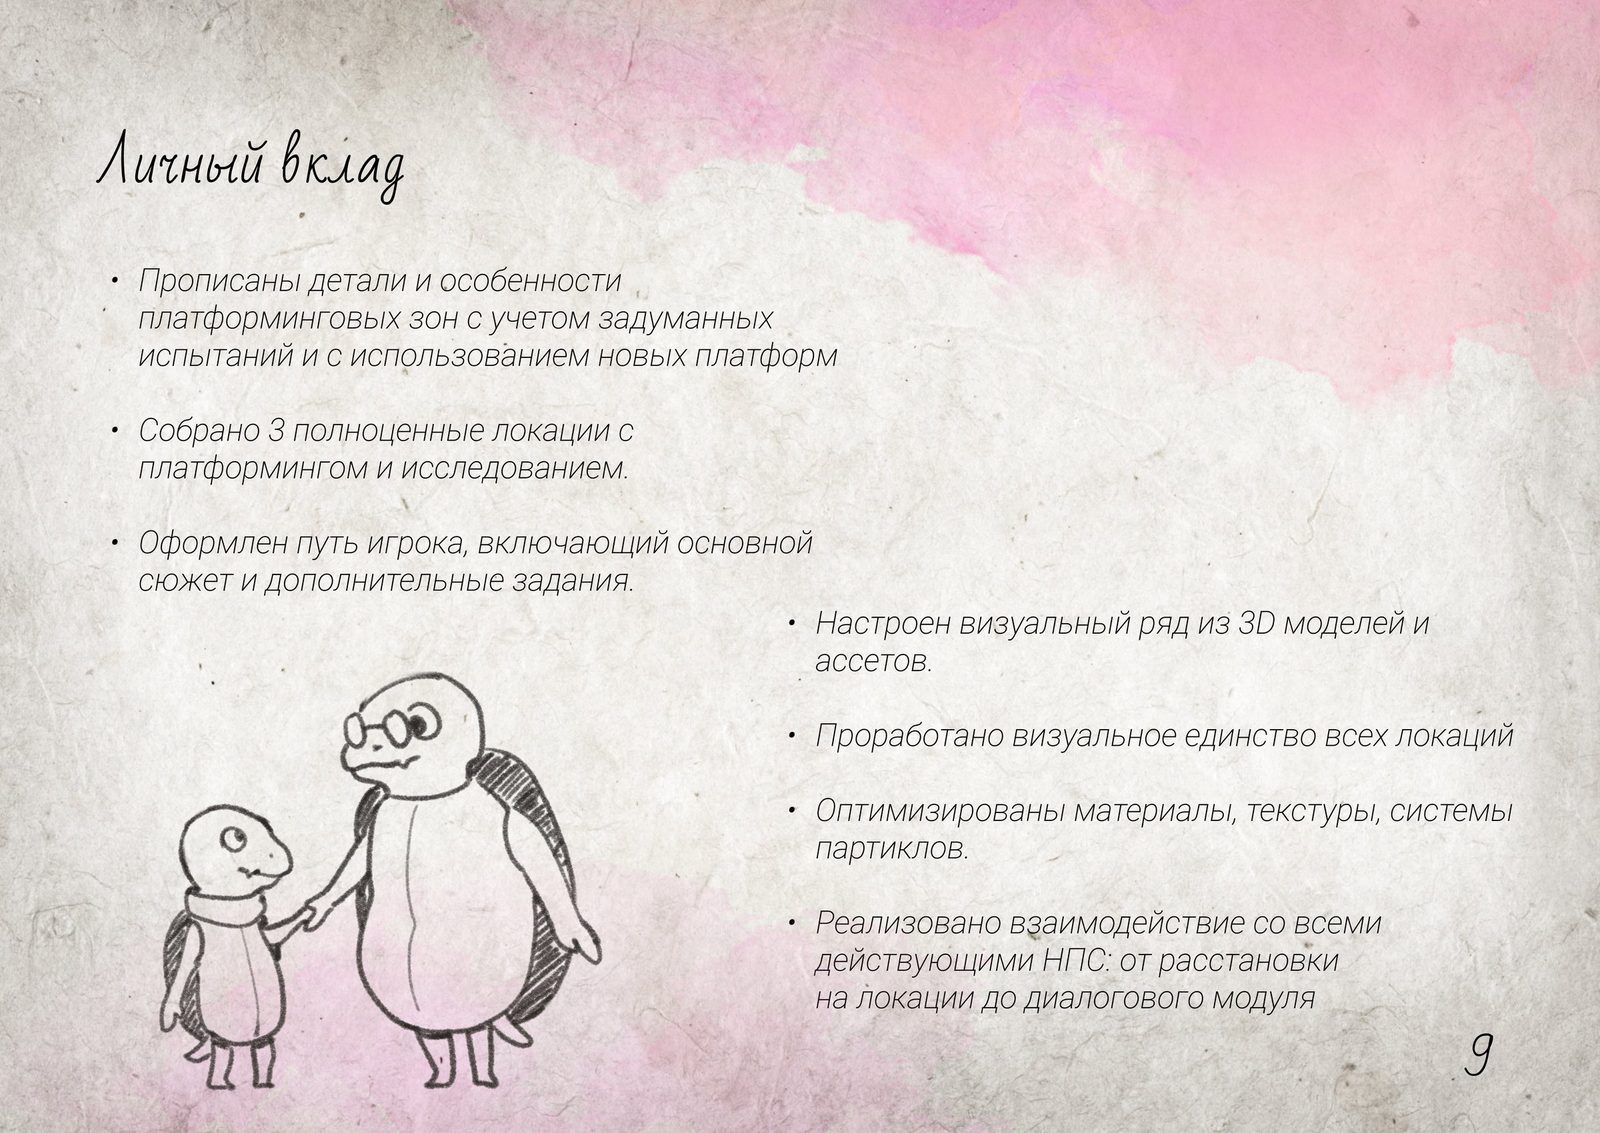 Личный вклад
• Прописаны детали и особенности
платформинговых зон с учетом задуманных
испытаний и с использованием новых платформ
• Собрано 3 полноценные локации с
платформингом и исследованием.
• Оформлен путь игрока, включающий основной
сюжет и дополнительные задания.
• Настроен визуальный ряд из 3D моделей и
ассетов.
• Проработано визуальное единство всех локаций
• Оптимизированы материалы, текстуры, системы
партиклов.
• Реализовано взаимодействие со всеми
действующими НПС: от расстановки
на локации до диалогового модуля
9